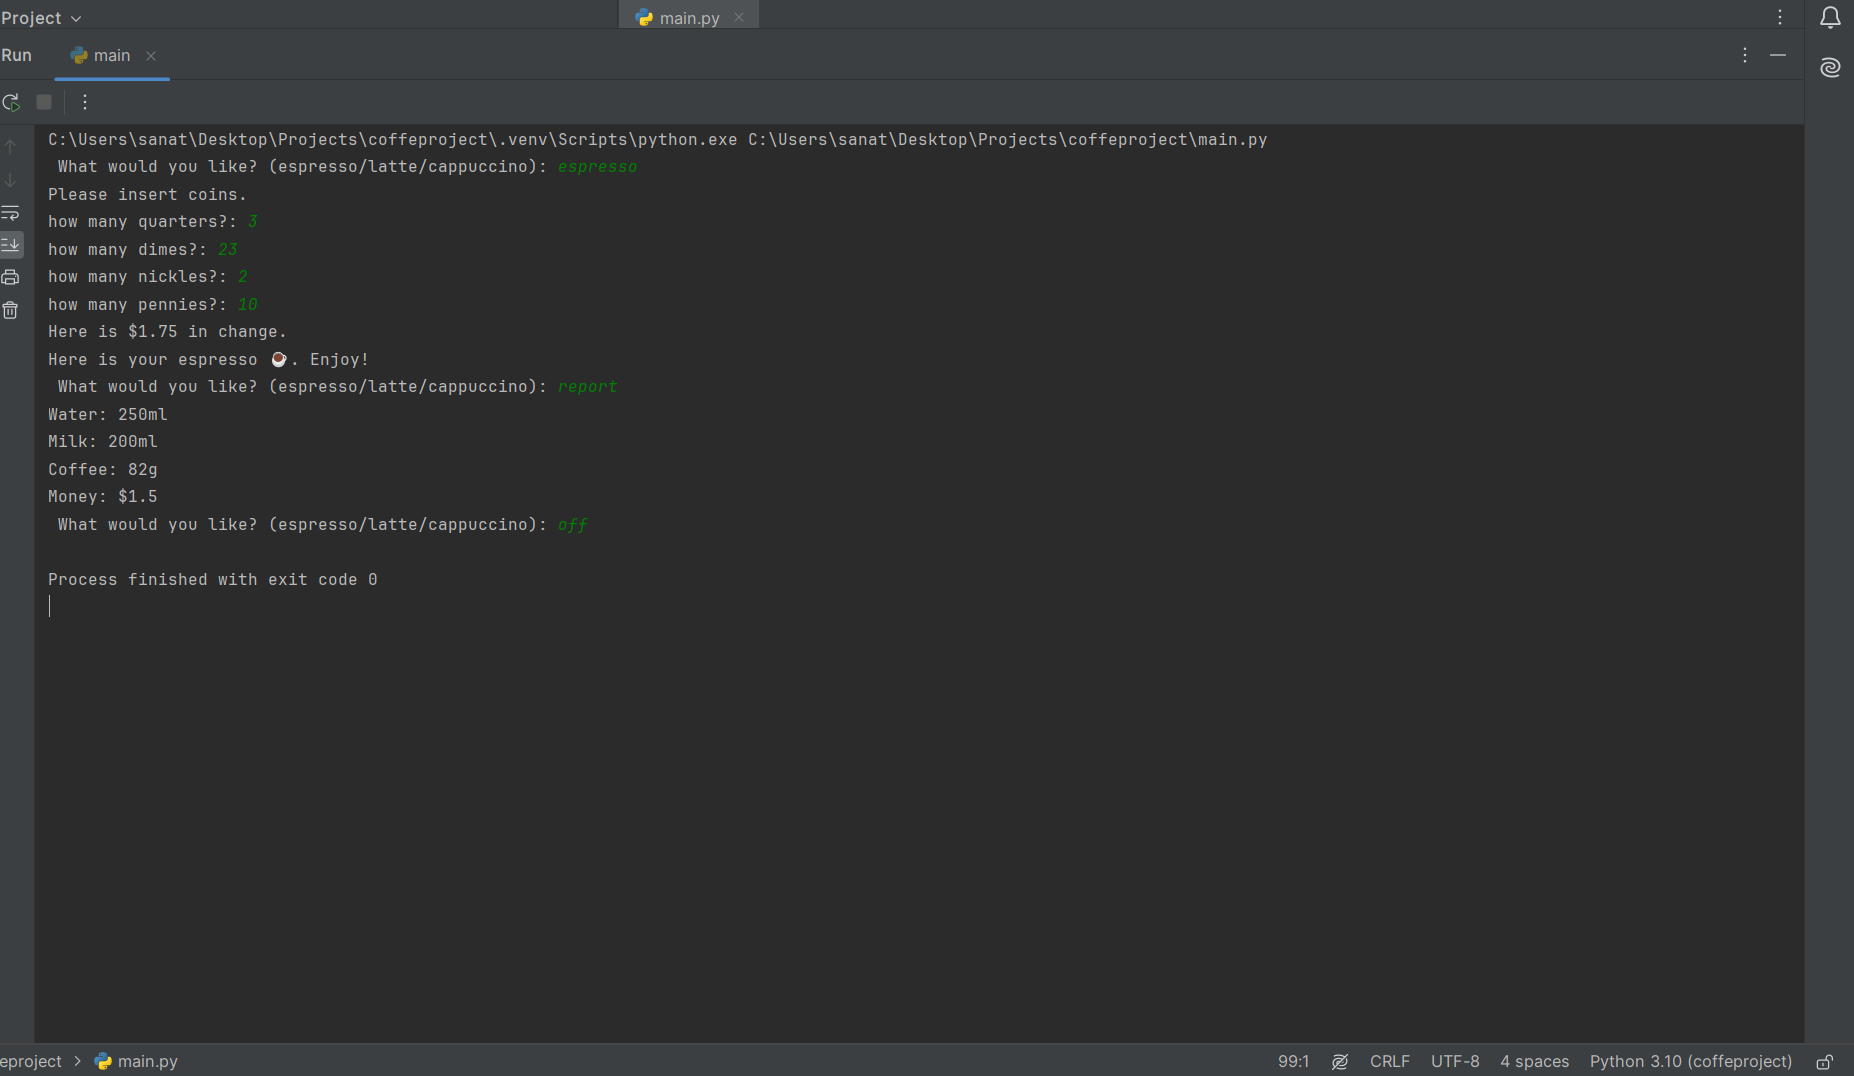 Project
main.py
Run main
C:\Users\sanat\Desktop\Projects\coffeproject\.venv\Scripts\python.exe C:\Users\sanat\Desktop\Projects\coffeproject\main.py
What would you like? (espresso/latte/cappuccino): espresso
Please insert coins.
how many quarters?: 3
how many dimes?: 23
how many nickles?: 2
how many pennies?: 10
Here is $1.75 in change.
Here is your espresso ☕. Enjoy!
What would you like? (espresso/latte/cappuccino): report
Water: 250ml
Milk: 200ml
Coffee: 82g
Money: $1.5
What would you like? (espresso/latte/cappuccino): off
Process finished with exit code 0
eproject > main.py
99:1 CRLF UTF-8 4 spaces Python 3.10 (coffeproject)